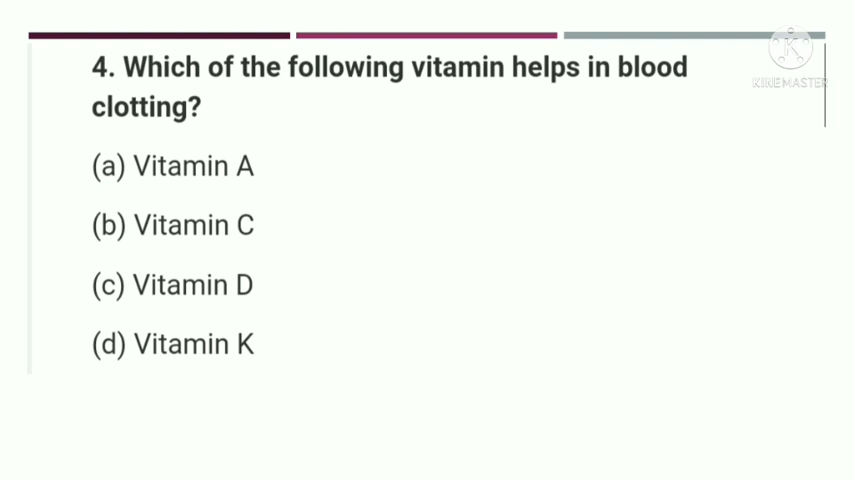 4. Which of the following vitamin helps in blood
clotting?
(a) Vitamin A
(b) Vitamin C
(c) Vitamin D
(d) Vitamin K
K
KINEMASTER